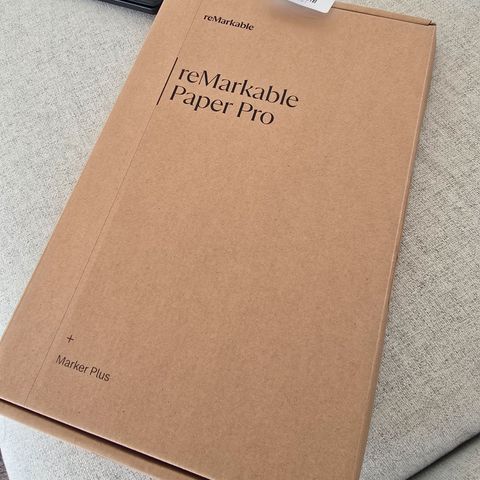 reMarkable
reMarkable
Paper Pro
+
Marker Plus